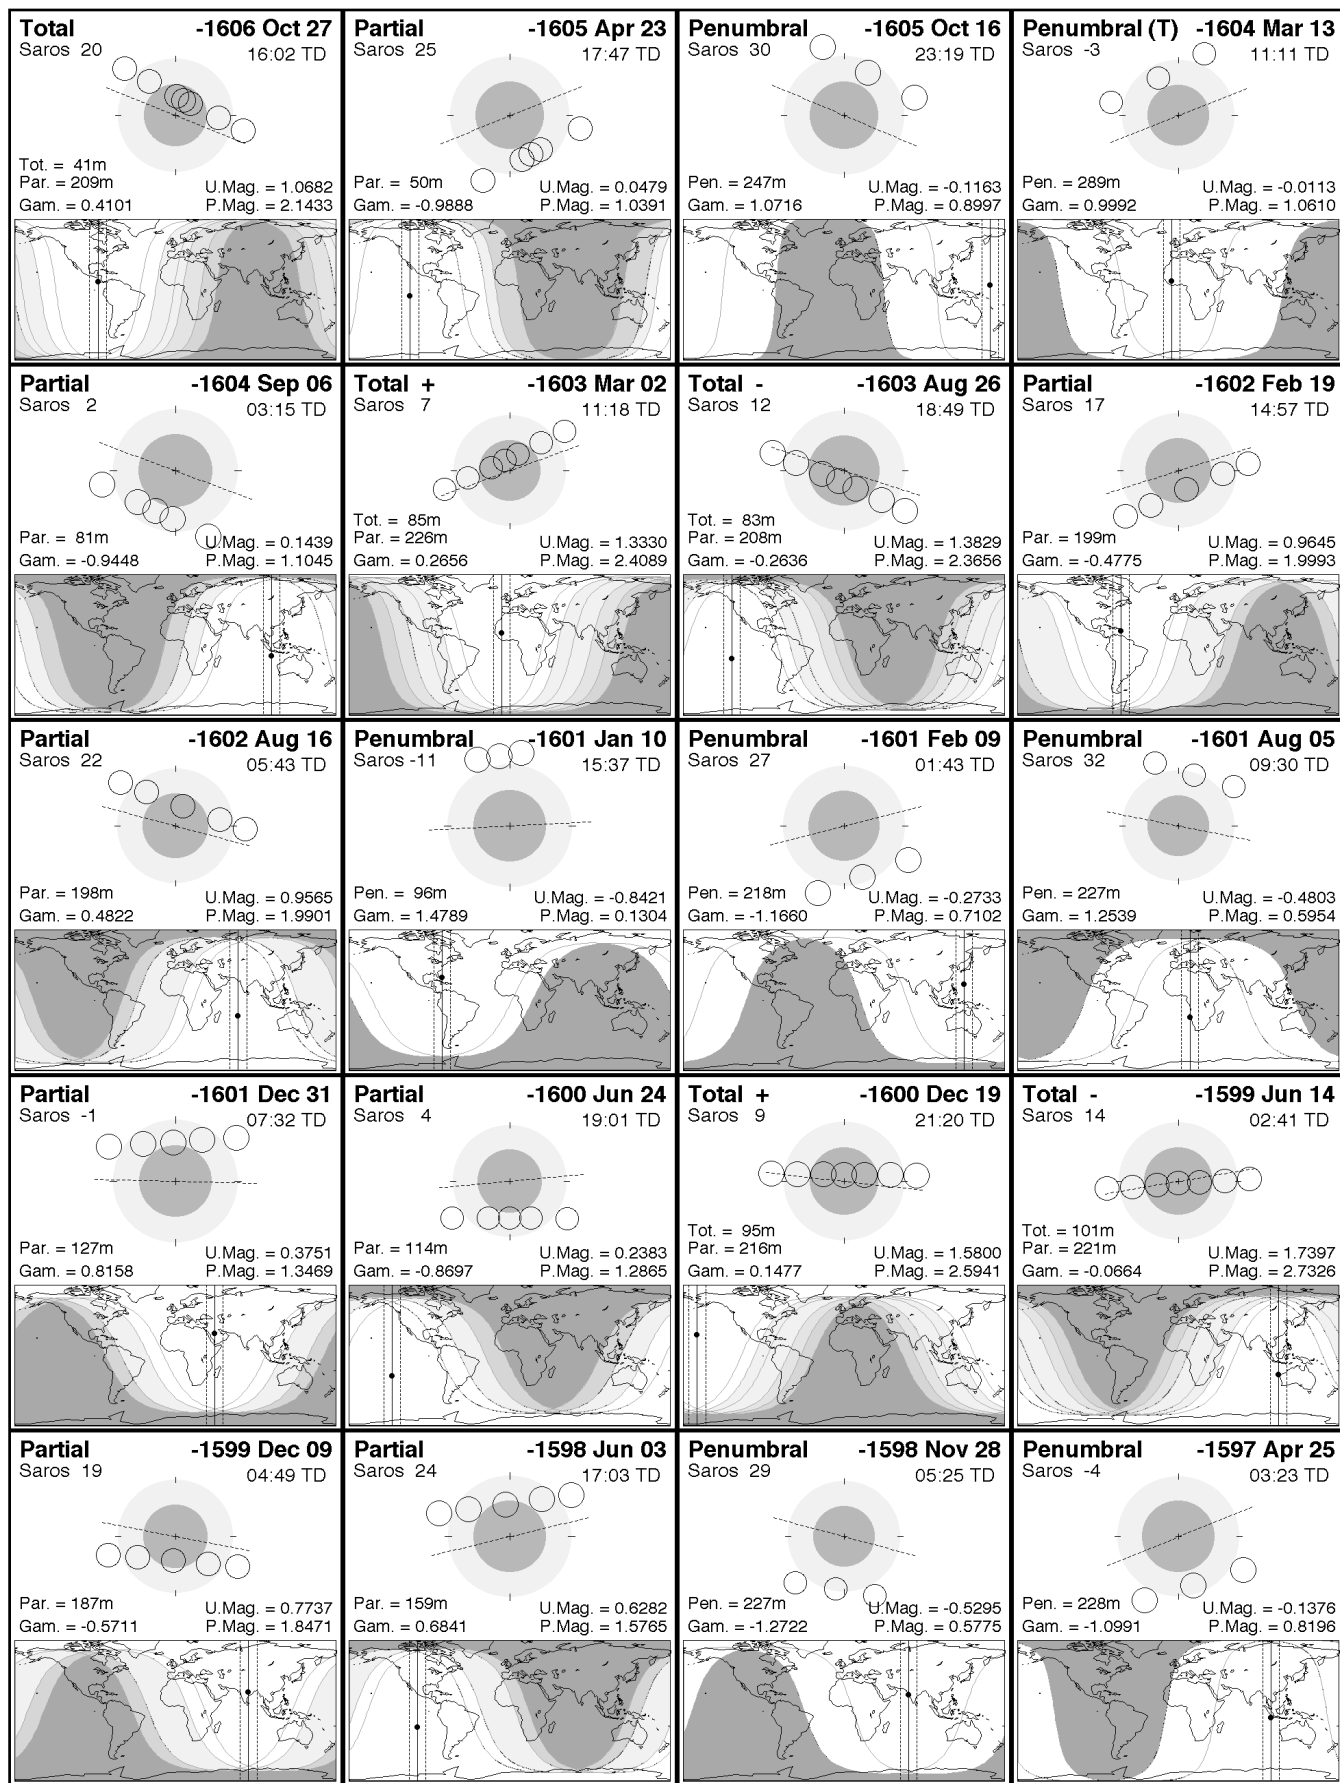 Total -1606 Oct 27
Saros 20 16:02 TD
Tot. = 41m
Par. = 209m U.Mag. = 1.0682
Gam. = 0.4101 P.Mag. = 2.1433
Partial -1605 Apr 23
Saros 25 17:47 TD
Par. = 50m U.Mag. = 0.0479
Gam. = -0.9888 P.Mag. = 1.0391
Penumbral -1605 Oct 16
Saros 30 23:19 TD
Pen. = 247m U.Mag. = -0.1163
Gam. = 1.0716 P.Mag. = 0.8997
Penumbral (T) -1604 Mar 13
Saros -3 11:11 TD
Pen. = 289m U.Mag. = -0.0113
Gam. = 0.9992 P.Mag. = 1.0610
Partial -1604 Sep 06
Saros 2 03:15 TD
Par. = 81m U.Mag. = 0.1439
Gam. = -0.9448 P.Mag. = 1.1045
Total + -1603 Mar 02
Saros 7 11:18 TD
Tot. = 85m
Par. = 226m U.Mag. = 1.3330
Gam. = 0.2656 P.Mag. = 2.4089
Total - -1603 Aug 26
Saros 12 18:49 TD
Tot. = 83m
Par. = 208m U.Mag. = 1.3829
Gam. = -0.2636 P.Mag. = 2.3656
Partial -1602 Feb 19
Saros 17 14:57 TD
Par. = 199m U.Mag. = 0.9645
Gam. = -0.4775 P.Mag. = 1.9993
Partial -1602 Aug 16
Saros 22 05:43 TD
Par. = 198m U.Mag. = 0.9565
Gam. = 0.4822 P.Mag. = 1.9901
Penumbral -1601 Jan 10
Saros -11 15:37 TD
Pen. = 96m U.Mag. = -0.8421
Gam. = 1.4789 P.Mag. = 0.1304
Penumbral -1601 Feb 09
Saros 27 01:43 TD
Pen. = 218m U.Mag. = -0.2733
Gam. = -1.1660 P.Mag. = 0.7102
Penumbral -1601 Aug 05
Saros 32 09:30 TD
Pen. = 227m U.Mag. = -0.4803
Gam. = 1.2539 P.Mag. = 0.5954
Partial -1601 Dec 31
Saros -1 07:32 TD
Par. = 127m U.Mag. = 0.3751
Gam. = 0.8158 P.Mag. = 1.3469
Partial -1600 Jun 24
Saros 4 19:01 TD
Par. = 114m U.Mag. = 0.2383
Gam. = -0.8697 P.Mag. = 1.2865
Total + -1600 Dec 19
Saros 9 21:20 TD
Tot. = 95m
Par. = 216m U.Mag. = 1.5800
Gam. = 0.1477 P.Mag. = 2.5941
Total - -1599 Jun 14
Saros 14 02:41 TD
Tot. = 101m
Par. = 221m U.Mag. = 1.7397
Gam. = -0.0664 P.Mag. = 2.7326
Partial -1599 Dec 09
Saros 19 04:49 TD
Par. = 187m U.Mag. = 0.7737
Gam. = -0.5711 P.Mag. = 1.8471
Partial -1598 Jun 03
Saros 24 17:03 TD
Par. = 159m U.Mag. = 0.6282
Gam. = 0.6841 P.Mag. = 1.5765
Penumbral -1598 Nov 28
Saros 29 05:25 TD
Pen. = 227m U.Mag. = -0.5295
Gam. = -1.2722 P.Mag. = 0.5775
Penumbral -1597 Apr 25
Saros -4 03:23 TD
Pen. = 228m U.Mag. = -0.1376
Gam. = -1.0991 P.Mag. = 0.8196